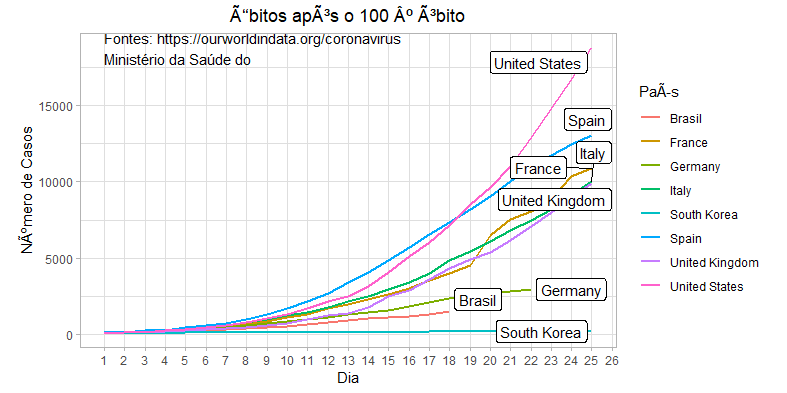 Ã“bitos apÃ³s o 100 Âº Ã³bito
Fontes: https://ourworldindata.org/coronavirus
Ministério da Saúde do
NÃºmero de Casos
15000
10000
5000
0
United States
Spain
Italy
France
United Kingdom
Germany
Brasil
South Korea
1 2 3 4 5 6 7 8 9 10 11 12 13 14 15 16 17 18 19 20 21 22 23 24 25 26
Dia
PaÃ-s
Brasil
France
Germany
Italy
South Korea
Spain
United Kingdom
United States